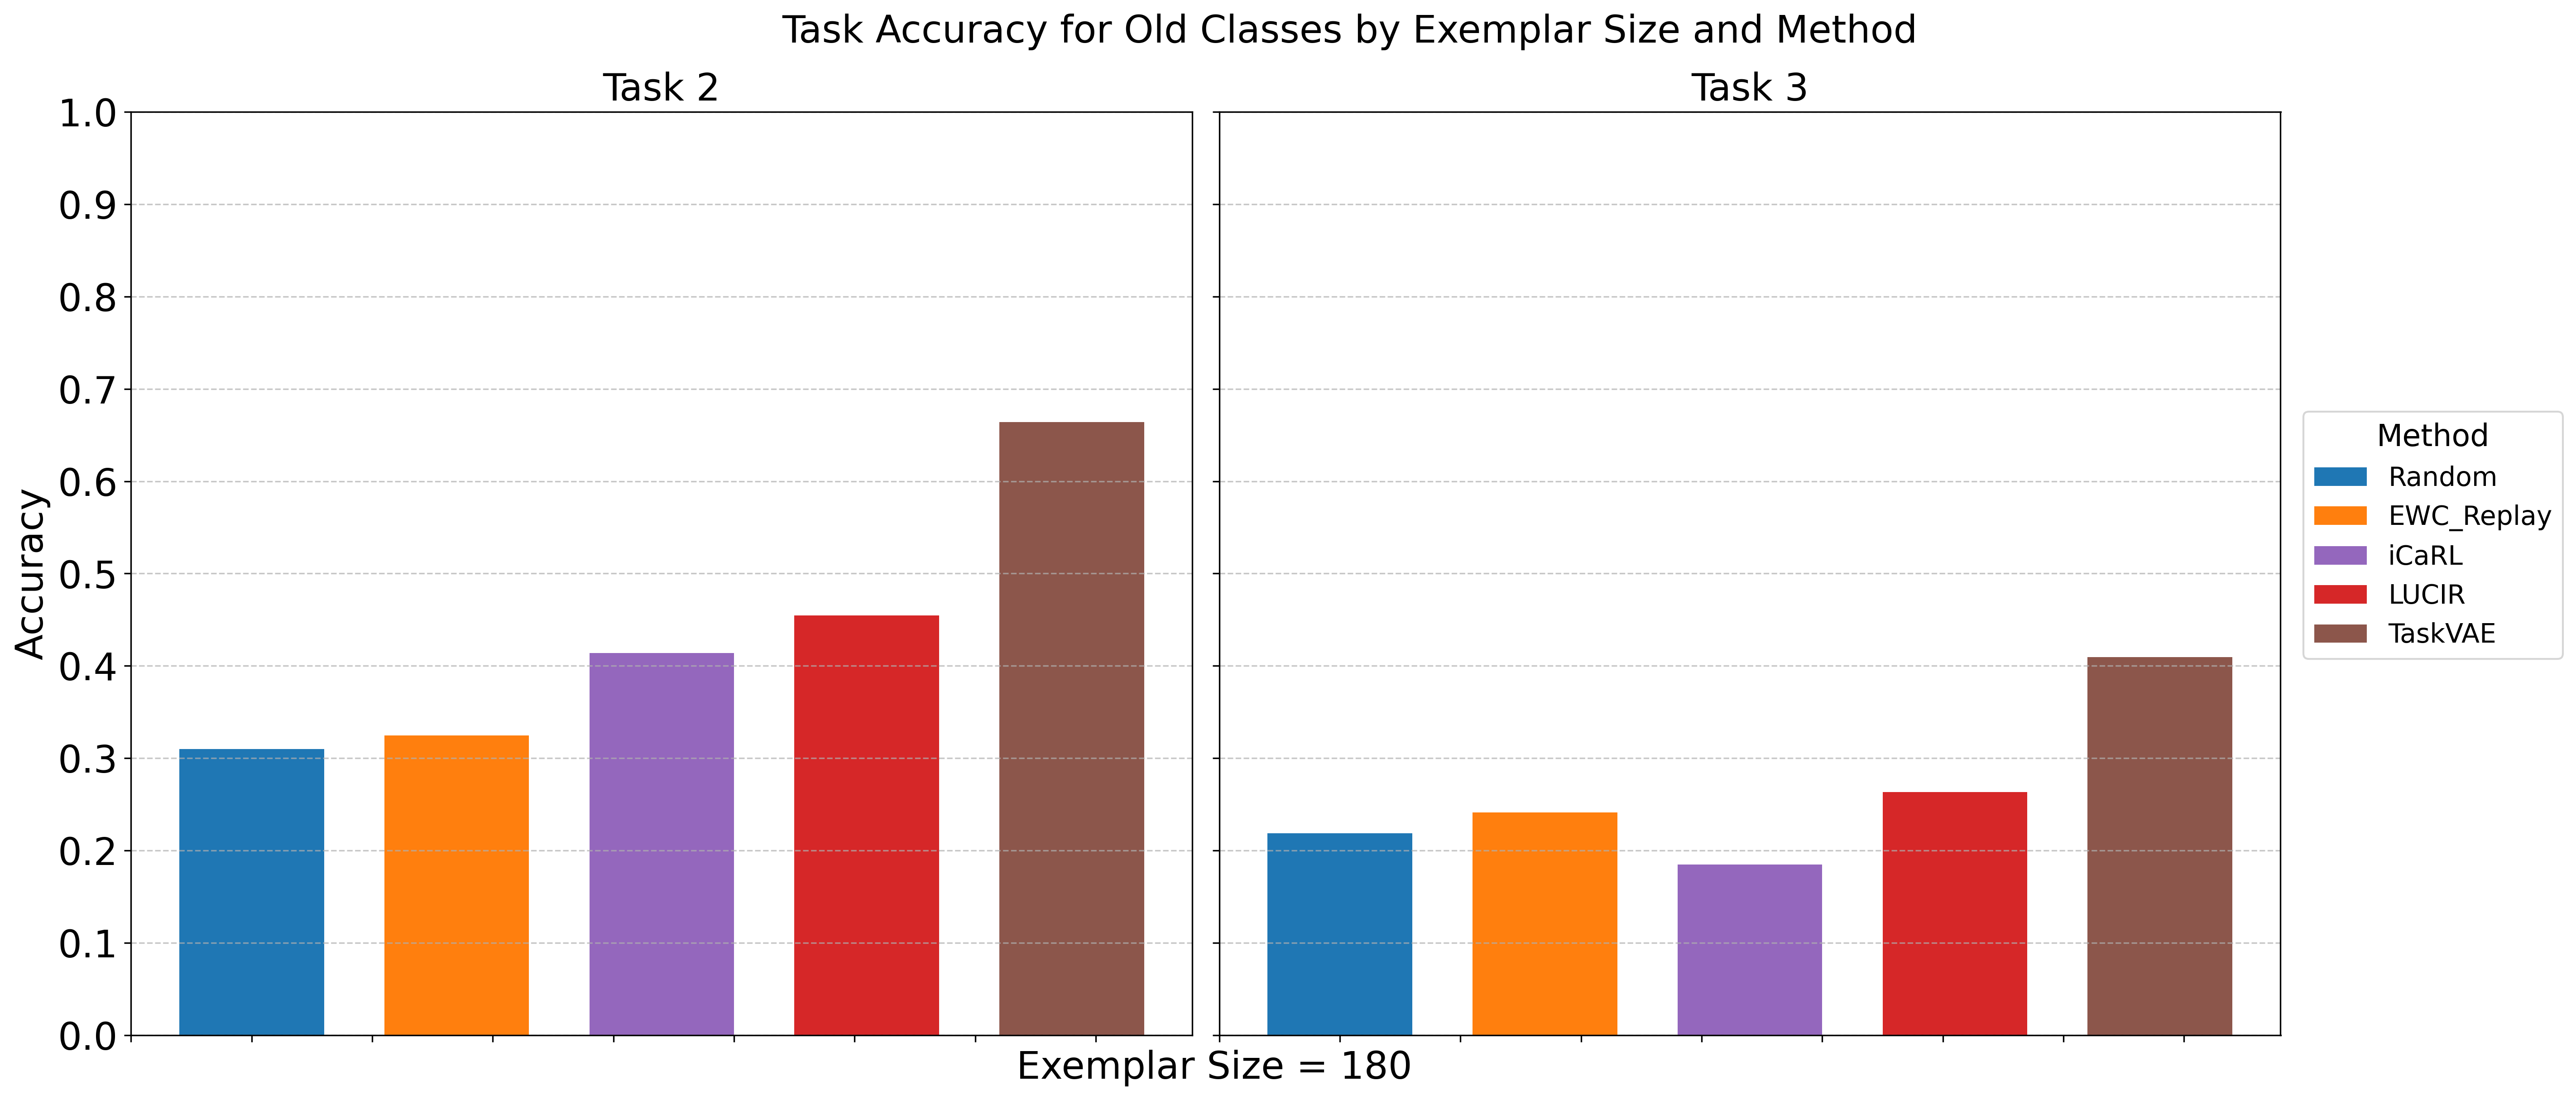 Task Accuracy for Old Classes by Exemplar Size and Method
Task 2
Task 3
1.0
0.9
0.8
0.7
0.6
0.5
0.4
0.3
0.2
0.1
0.0
Accuracy
Exemplar Size = 180
Method
Random
EWC_Replay
iCaRL
LUCIR
TaskVAE